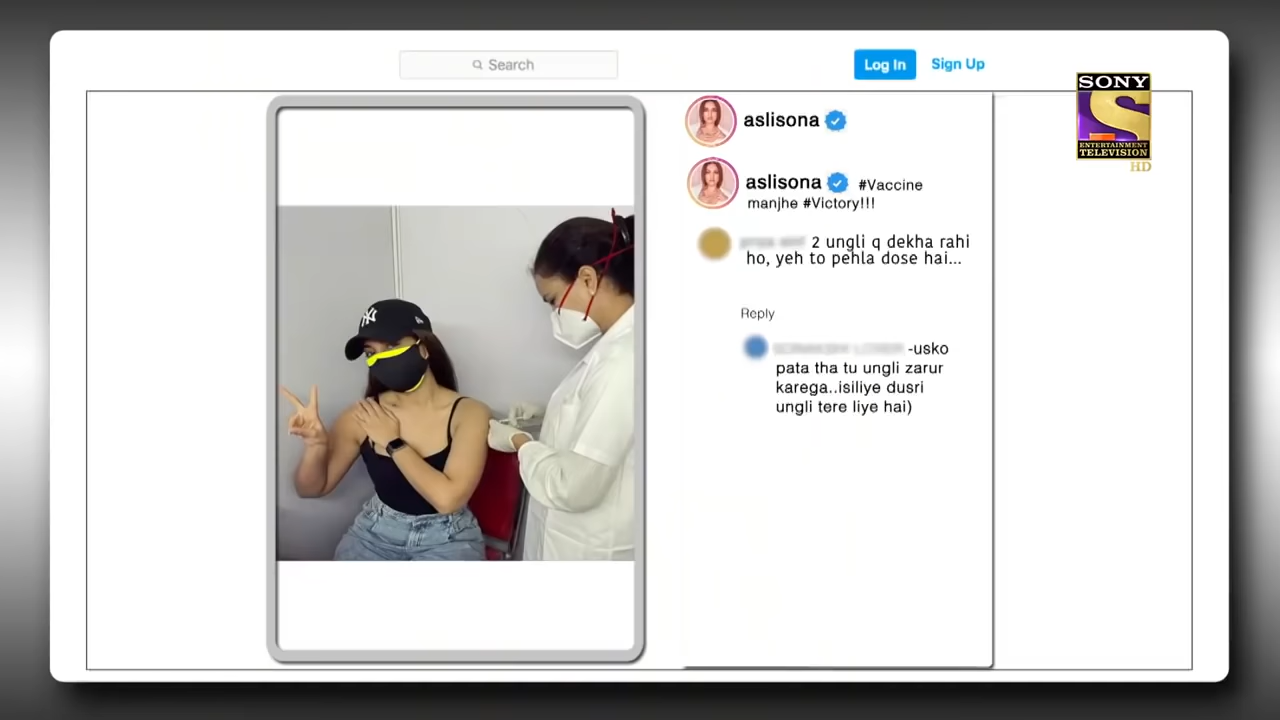 Search
Log In
Sign Up
SONY
S
ENTERTAINMENT
TELEVISION
HD
aslisona
aslisona #Vaccine
manjhe #Victory!!!
2 ungli q dekha rahi
ho, yeh to pehla dose hai...
Reply
-usko
pata tha tu ungli zarur
karega..isiliye dusri
ungli tere liye hai)
NY